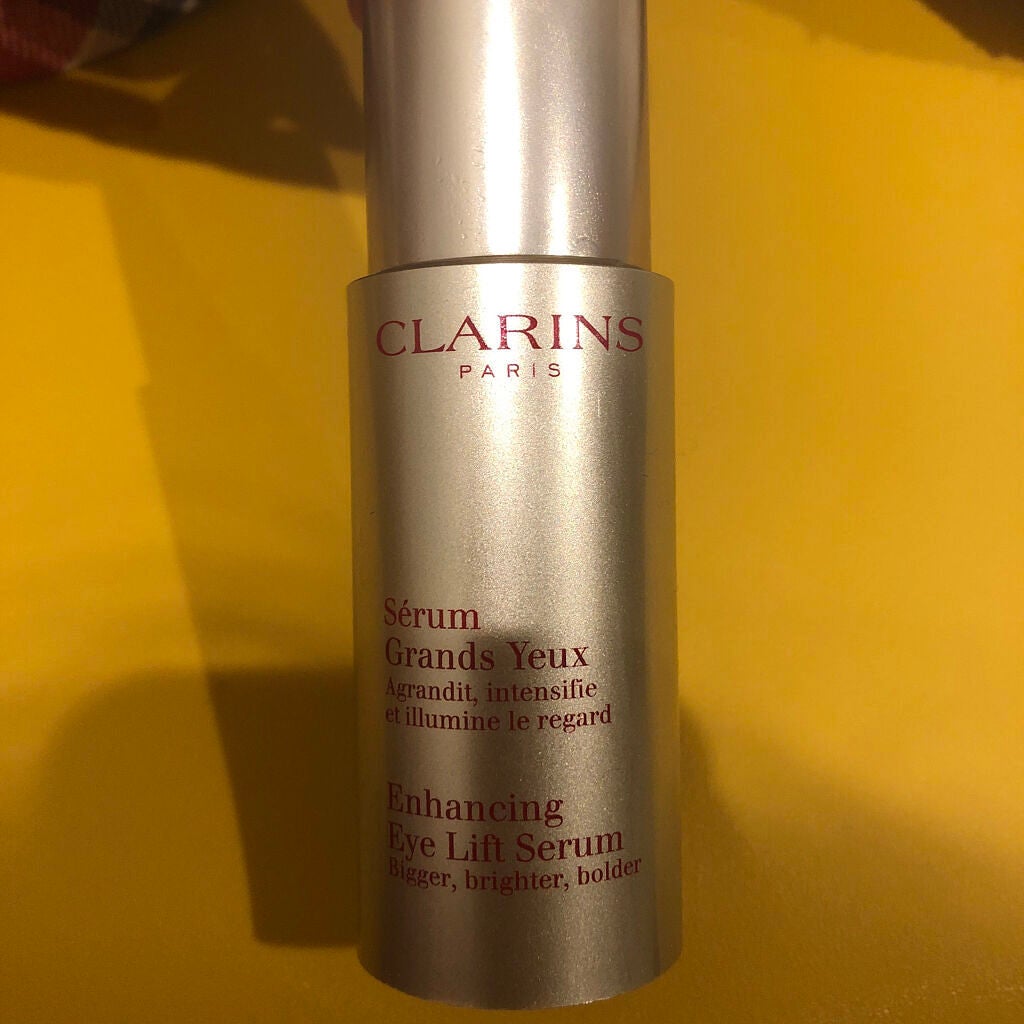 CLARINS
PARIS
Sérum
Grands Yeux
Agrandit, intensifie
et illumine le regard
Enhancing
Eye Lift Serum
Bigger, brighter, bolder